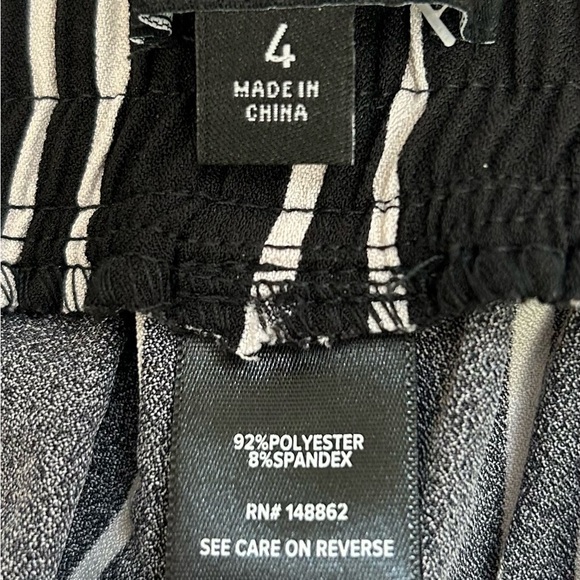 4
MADE IN
CHINA
92%POLYESTER
8%SPANDEX
RN# 148862
SEE CARE ON REVERSE